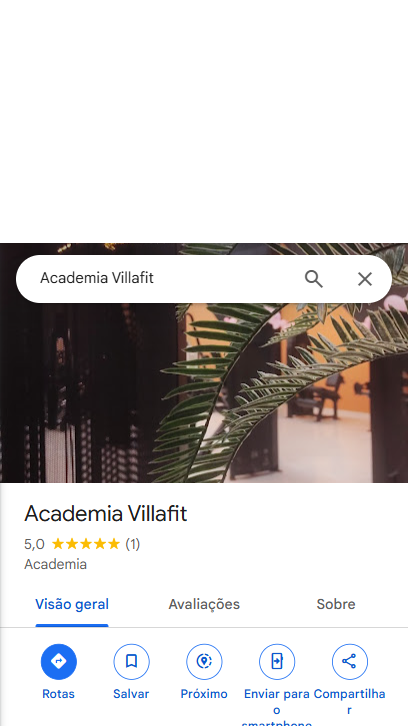 Academia Villafit
Academia Villafit
5,0 (1)
Academia
Visão geral Avaliações Sobre
Rotas Salvar Próximo Enviar para o smartphone Compartilhar